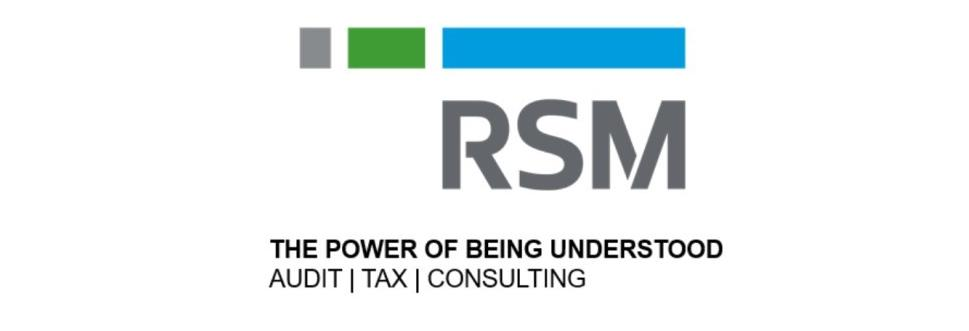 RSM
THE POWER OF BEING UNDERSTOOD
AUDIT | TAX | CONSULTING